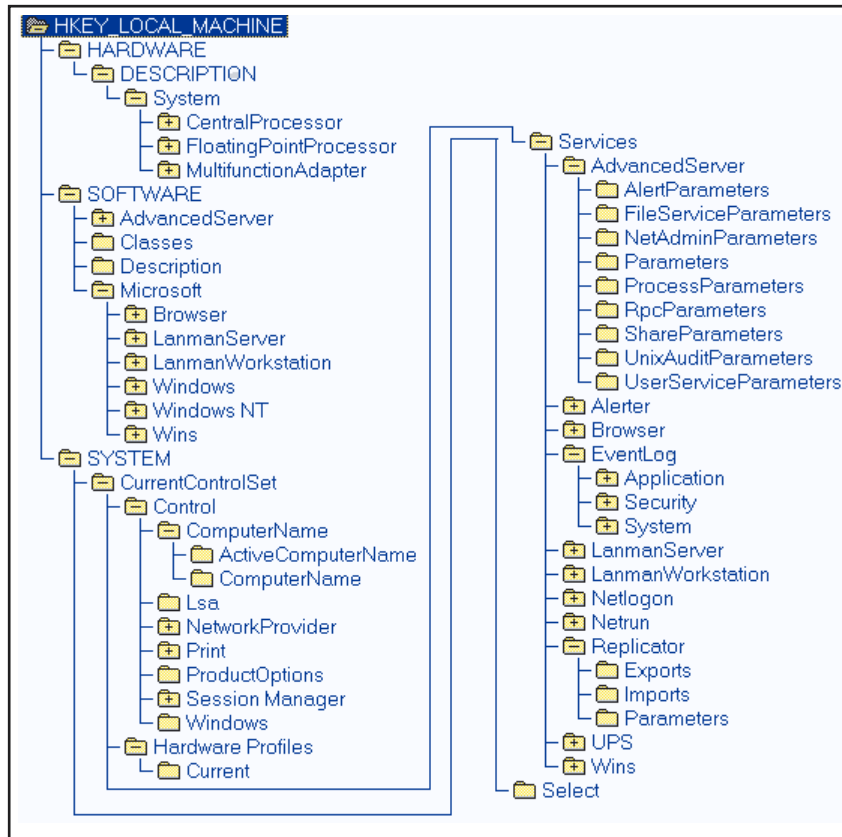 HKEY_LOCAL_MACHINE
HARDWARE
DESCRIPTION
System
CentralProcessor
FloatingPointProcessor
MultifunctionAdapter
SOFTWARE
AdvancedServer
Classes
Description
Microsoft
Browser
LanmanServer
LanmanWorkstation
Windows
Windows NT
Wins
SYSTEM
CurrentControlSet
Control
ComputerName
ActiveComputerName
ComputerName
Lsa
NetworkProvider
Print
ProductOptions
Session Manager
Windows
Hardware Profiles
Current
Services
AdvancedServer
AlertParameters
FileServiceParameters
NetAdminParameters
Parameters
ProcessParameters
RpcParameters
ShareParameters
UnixAuditParameters
UserServiceParameters
Alerter
Browser
EventLog
Application
Security
System
LanmanServer
LanmanWorkstation
Netlogon
Netrun
Replicator
Exports
Imports
Parameters
UPS
Wins
Select